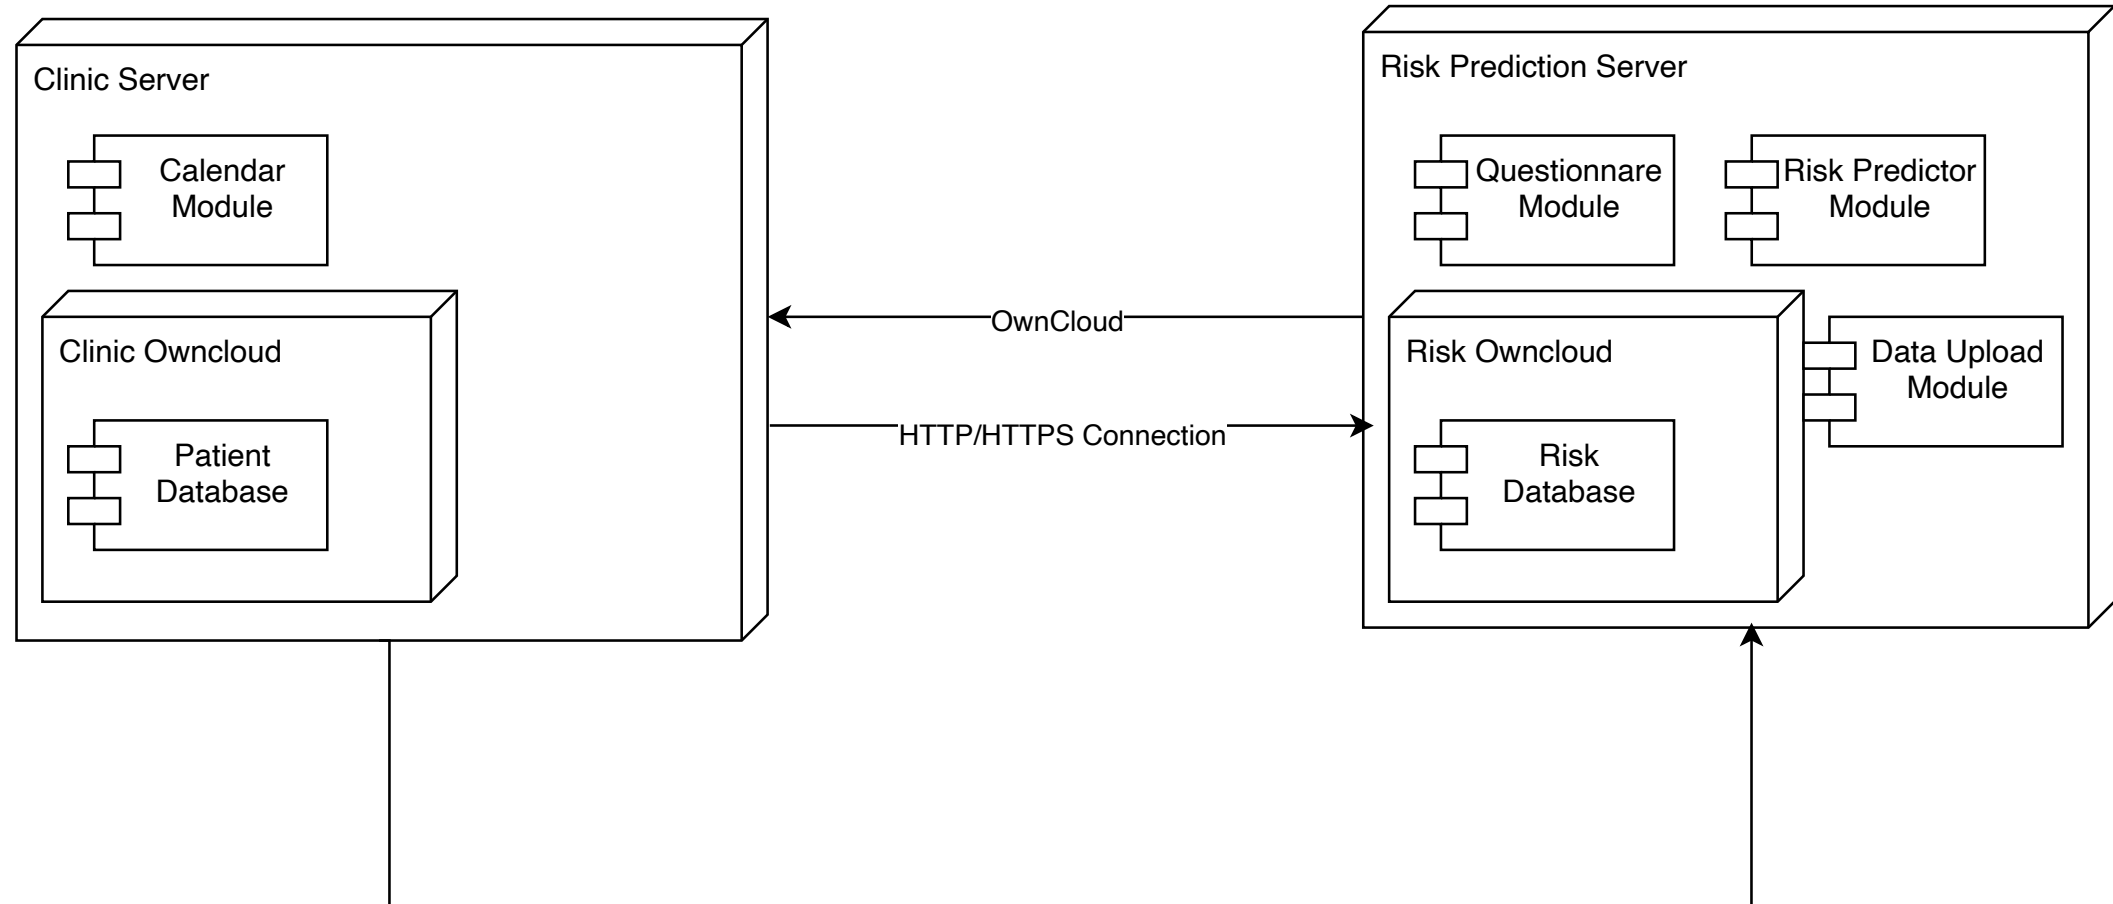 Clinic Server
Calendar
Module
Clinic Owncloud
Patient
Database
OwnCloud
HTTP/HTTPS Connection
Risk Prediction Server
Questionnare
Module
Risk Predictor
Module
Risk Owncloud
Risk
Database
Data Upload
Module